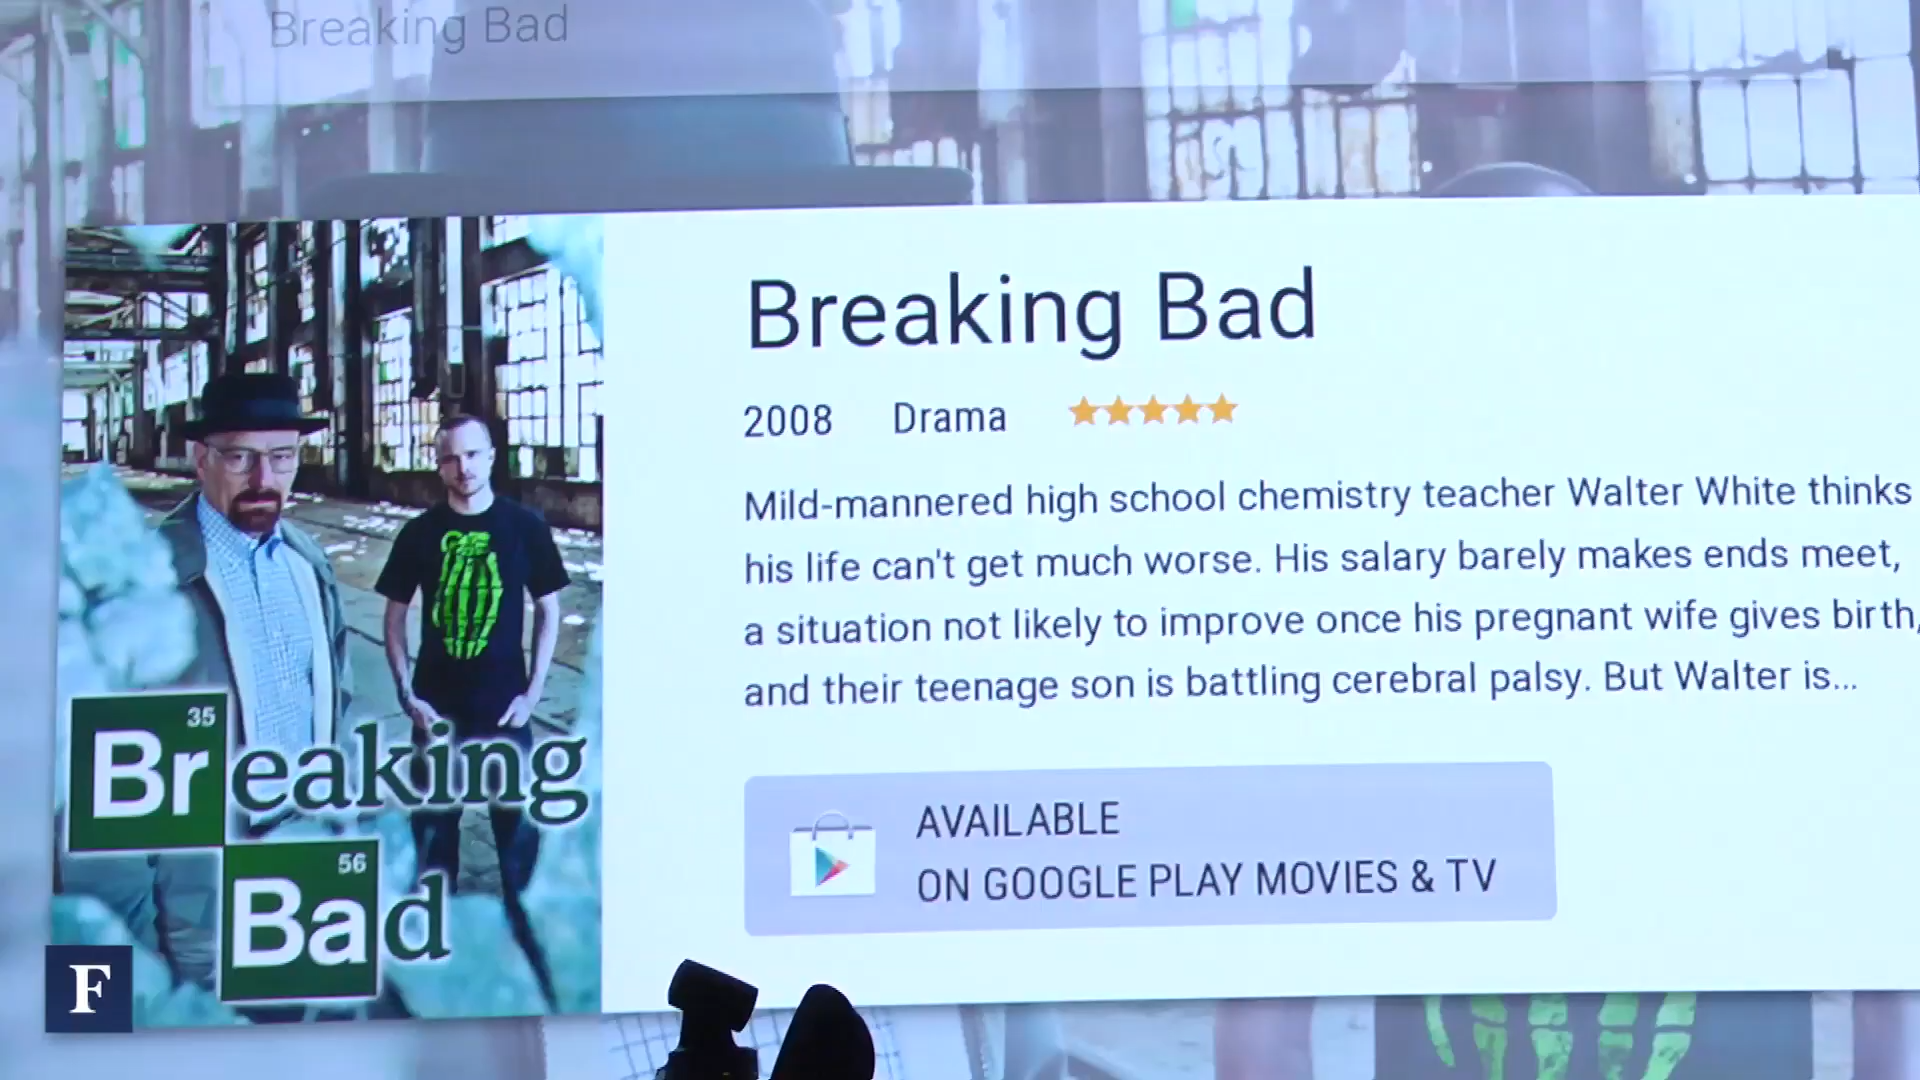 Breaking Bad
Breaking Bad
2008 Drama
Mild-mannered high school chemistry teacher Walter White thinks
his life can't get much worse. His salary barely makes ends meet,
a situation not likely to improve once his pregnant wife gives birth,
and their teenage son is battling cerebral palsy. But Walter is...
AVAILABLE
ON GOOGLE PLAY MOVIES & TV
35
Breaking
56
Bad
F